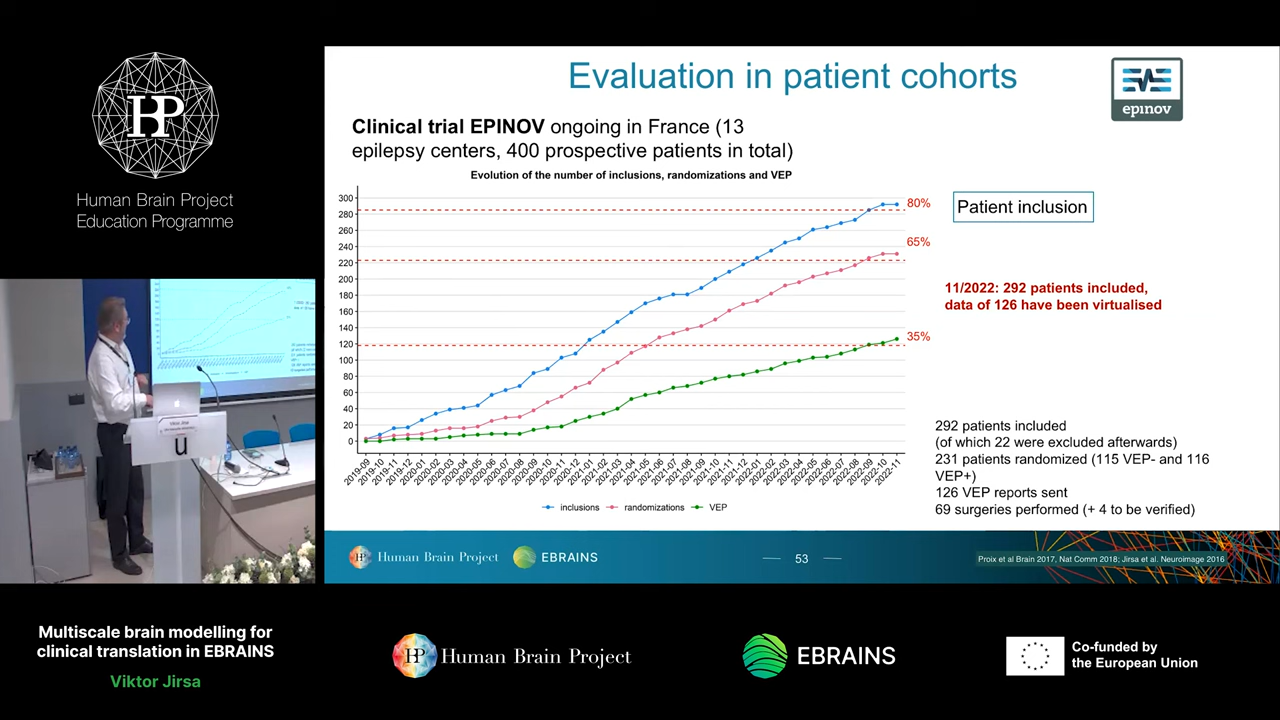 Human Brain Project
Education Programme
Evaluation in patient cohorts
epinov
Clinical trial EPINOV ongoing in France (13
epilepsy centers, 400 prospective patients in total)
Evolution of the number of inclusions, randomizations and VEP
300
280
260
240
220
200
180
160
140
120
100
80
60
40
20
0
80%
65%
35%
2019-09
2019-10
2019-11
2019-12
2020-01
2020-02
2020-03
2020-04
2020-05
2020-06
2020-07
2020-08
2020-09
2020-10
2020-11
2020-12
2021-01
2021-02
2021-03
2021-04
2021-05
2021-06
2021-07
2021-08
2021-09
2022-01
2022-02
2022-03
2022-04
2022-05
2022-06
2022-07
2022-08
2022-09
2022-10
2022-11
inclusions
randomizations
VEP
Patient inclusion
11/2022: 292 patients included,
data of 126 have been virtualised
292 patients included
(of which 22 were excluded afterwards)
231 patients randomized (115 VEP- and 116
VEP+)
126 VEP reports sent
69 surgeries performed (+ 4 to be verified)
Human Brain Project
EBRAINS
53
Proix et al Brain 2017, Nat Comm 2018; Jirsa et al. Neuroimage 2016
Multiscale brain modelling for
clinical translation in EBRAINS
Viktor Jirsa
Human Brain Project
EBRAINS
Co-funded by
the European Union